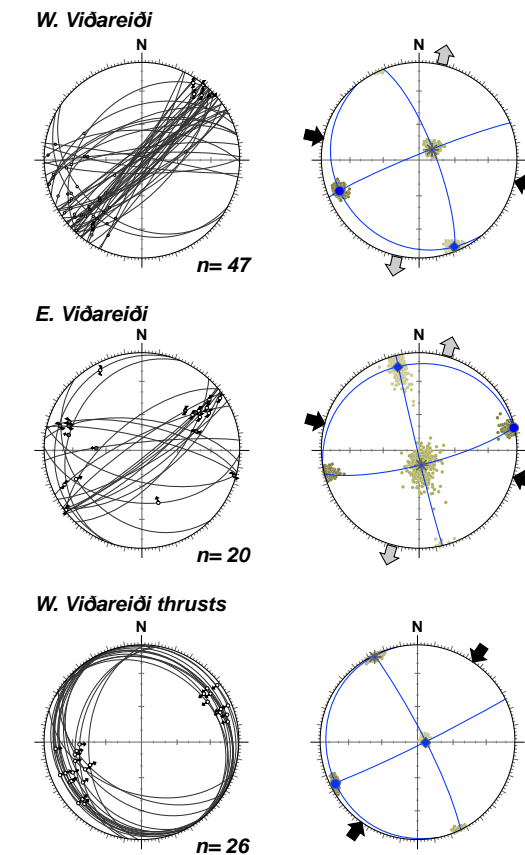 W. Viðareiði
N
N
n= 47
E. Viðareiði
N
N
n= 20
W. Viðareiði thrusts
N
N
n= 26